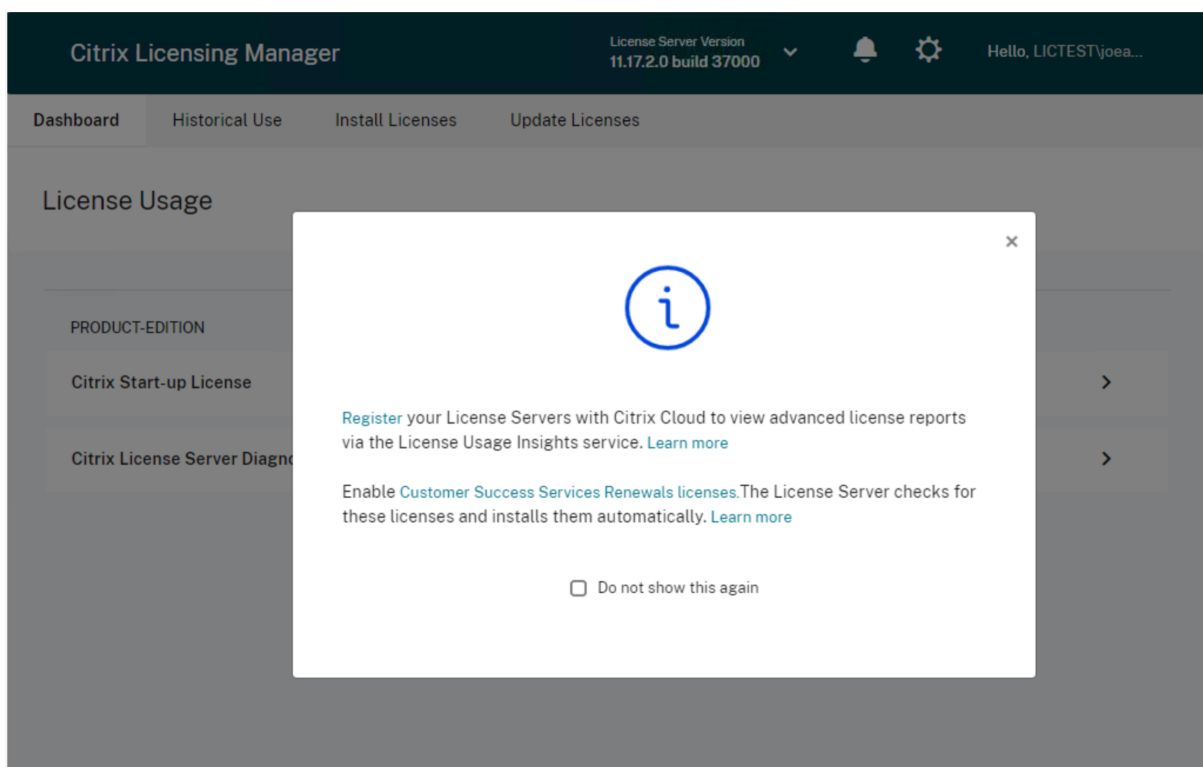 Citrix Licensing Manager
License Server Version
11.17.2.0 build 37000
Hello, LICTEST\joea...
Dashboard
Historical Use
Install Licenses
Update Licenses
License Usage
×
PRODUCT-EDITION
Citrix Start-up License
Register your License Servers with Citrix Cloud to view advanced license reports
via the License Usage Insights service. Learn more
Citrix License Server Diagno
Enable Customer Success Services Renewals licenses.The License Server checks for
these licenses and installs them automatically. Learn more
Do not show this again